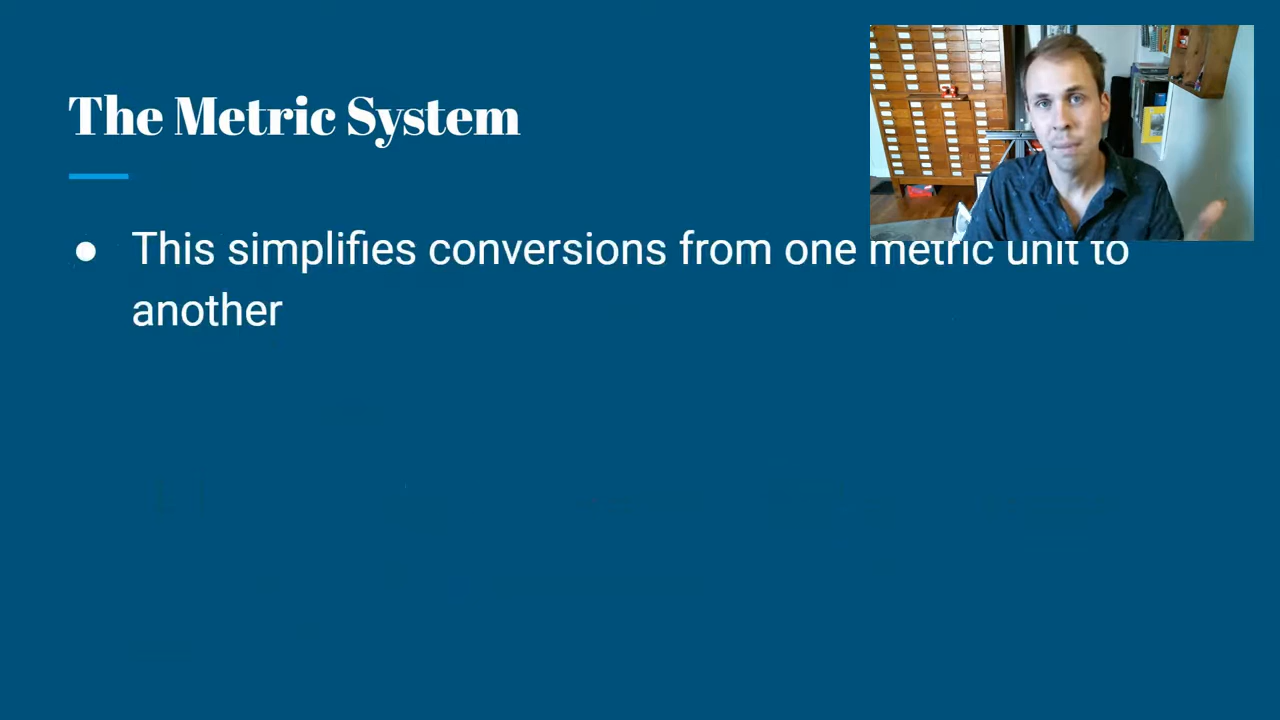 The Metric System
● This simplifies conversions from one metric unit to
another